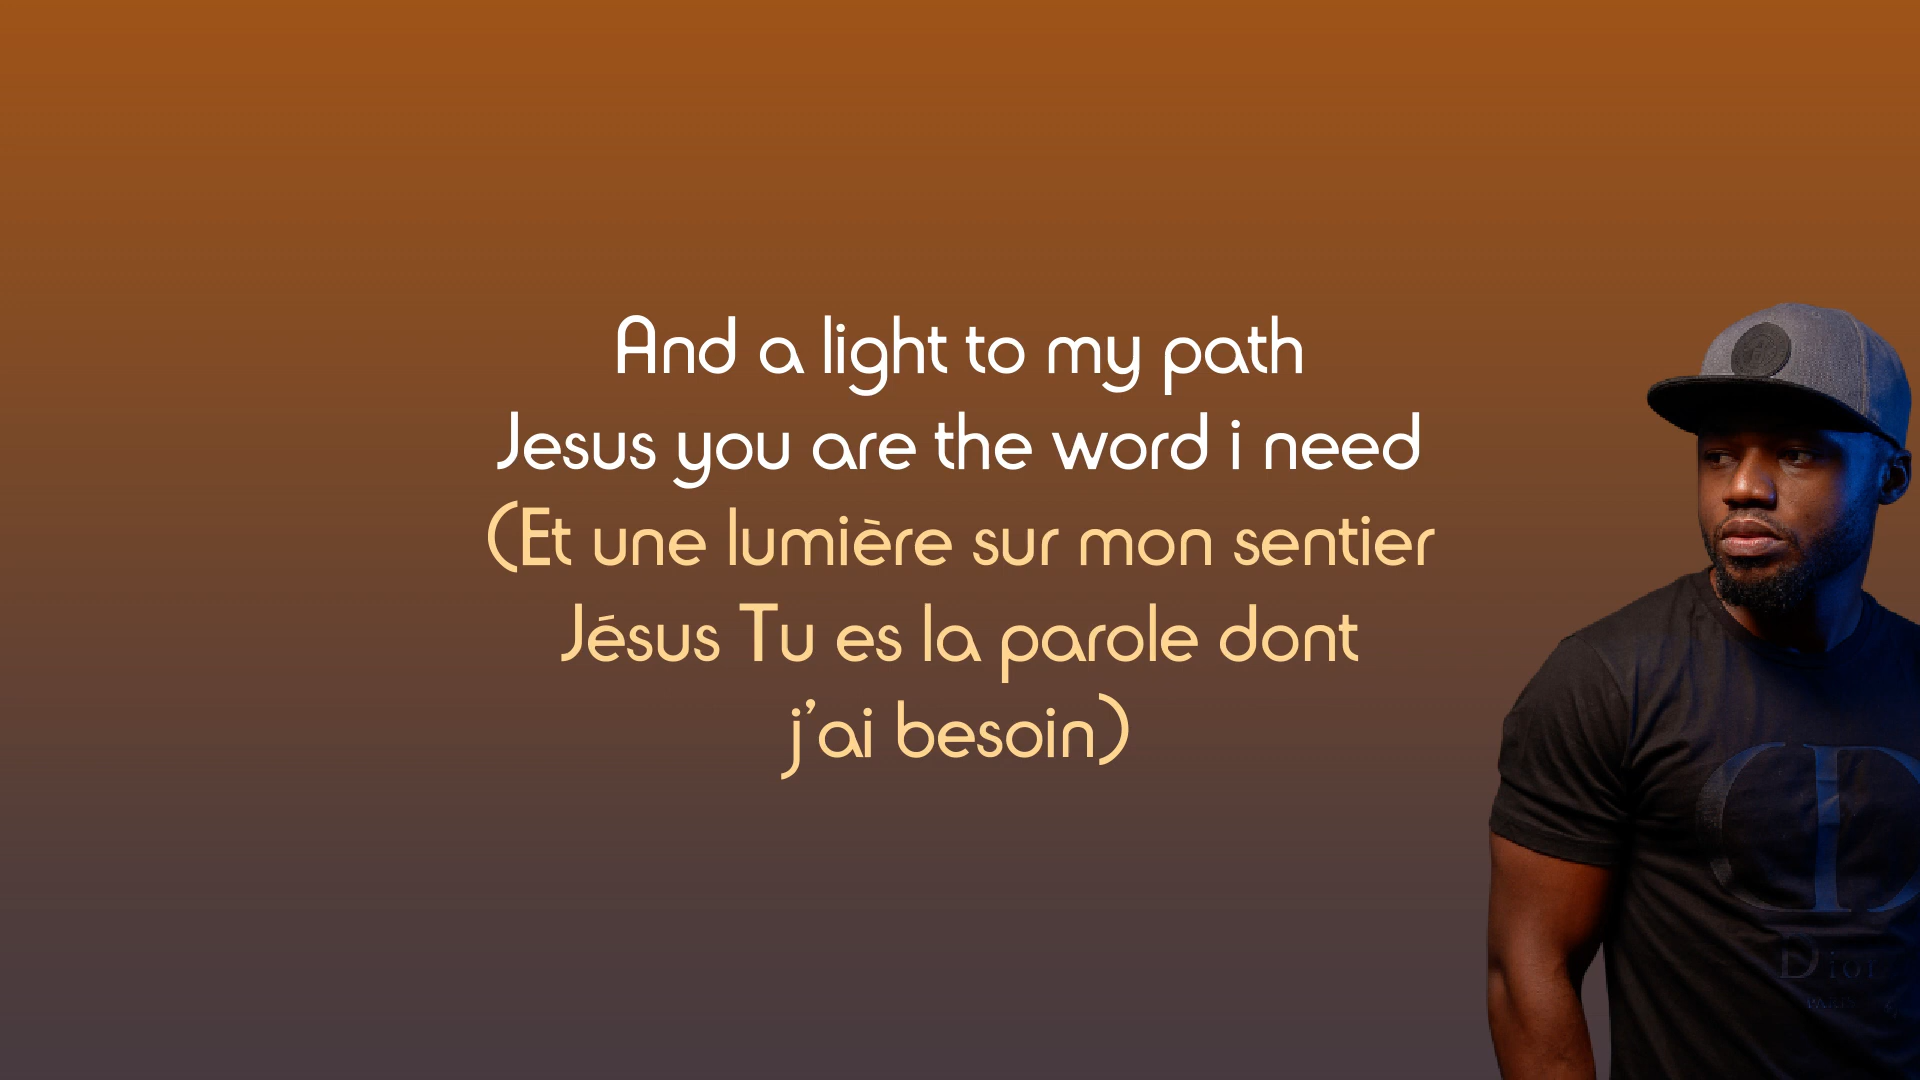 And a light to my path
Jesus you are the word i need
(Et une lumière sur mon sentier
Jésus Tu es la parole dont
j'ai besoin)
Dior